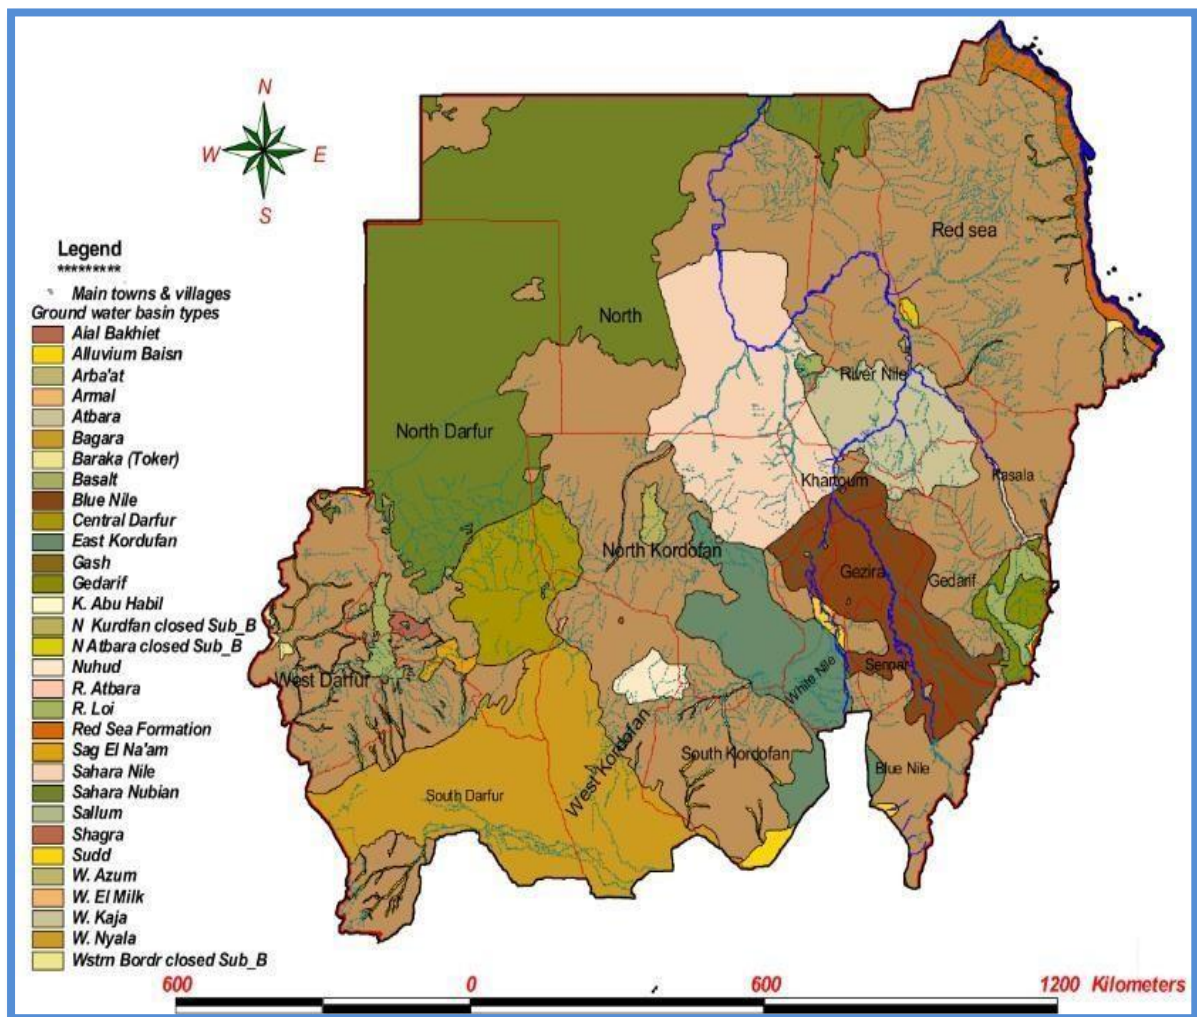 N
W E
S
Legend
*********
Main towns & villages
Ground water basin types
Aial Bakhiet
Alluvium Baisn
Arba'at
Armal
Atbara
Bagara
Baraka (Toker)
Basalt
Blue Nile
Central Darfur
East Kordufan
Gash
Gedarif
K. Abu Habil
N Kurdfan closed Sub_B
N Atbara closed Sub_B
Nuhud
R. Atbara
R. Loi
Red Sea Formation
Sag El Na'am
Sahara Nile
Sahara Nubian
Sallum
Shagra
Sudd
W. Azum
W. El Milk
W. Kaja
W. Nyala
Wstrn Bordr closed Sub_B
Red sea
North
River Nile
North Darfur
Khartoum
Kasala
North Kordofan
Gezira
Gedarif
Sennar
West Darfur
White Nile
West Kordofan
South Kordofan
Blue Nile
South Darfur
600 0 600 1200 Kilometers